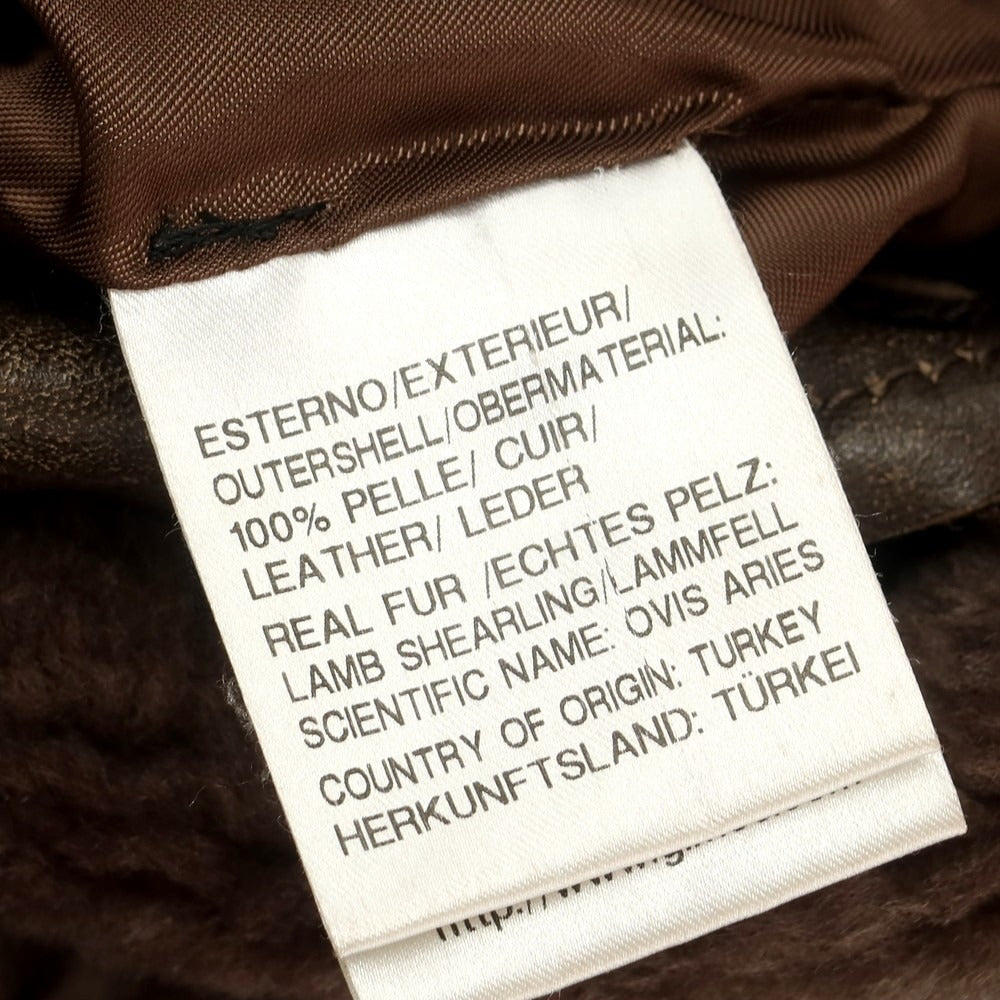 ESTERNO/EXTERIEUR/
OUTERSHELL/OBERMATERIAL:
100% PELLE/ CUIR/
LEATHER/ LEDER
REAL FUR /ECHTES PELZ:
LAMB SHEARLING/LAMMFELL
SCIENTIFIC NAME: OVIS ARIES
COUNTRY OF ORIGIN: TURKEY
HERKUNFTSLAND: TÜRKEI